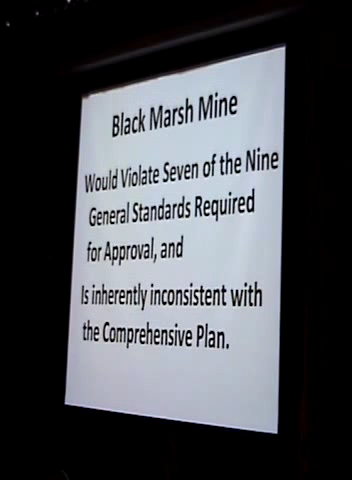 Black Marsh Mine
Would Violate Seven of the Nine
General Standards Required
for Approval, and
Is inherently inconsistent with
the Comprehensive Plan.